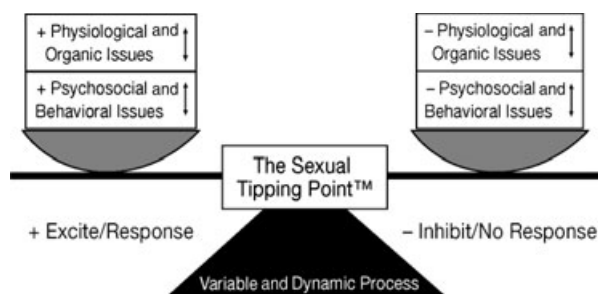 + Physiological and
Organic Issues
+ Psychosocial and
Behavioral Issues
– Physiological and
Organic Issues
– Psychosocial and
Behavioral Issues
The Sexual
Tipping Point™
+ Excite/Response
– Inhibit/No Response
Variable and Dynamic Process